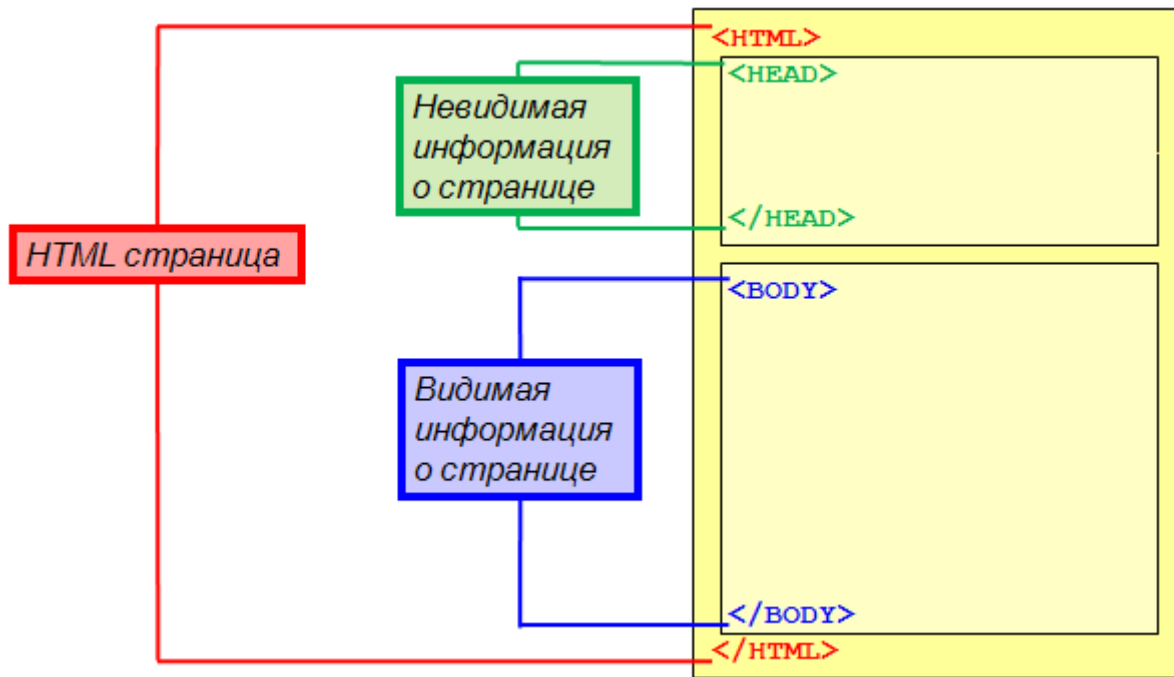 <HTML>
<HEAD>
Невидимая
информация
о странице
</HEAD>
HTML страница
<BODY>
Видимая
информация
о странице
</BODY>
</HTML>